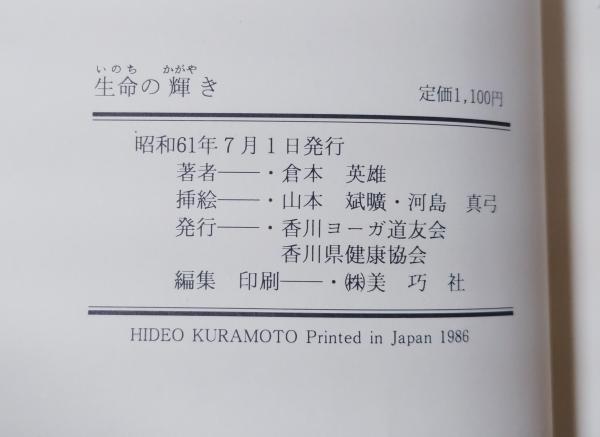 いのち かがや
生命の輝き
定価1,100円
昭和61年7月1日発行
著者――・倉本 英雄
挿絵――・山本 斌曠・河島 真弓
発行――・香川ヨーガ道友会
香川県健康協会
編集 印刷――・㈱美巧社
HIDEO KURAMOTO Printed in Japan 1986